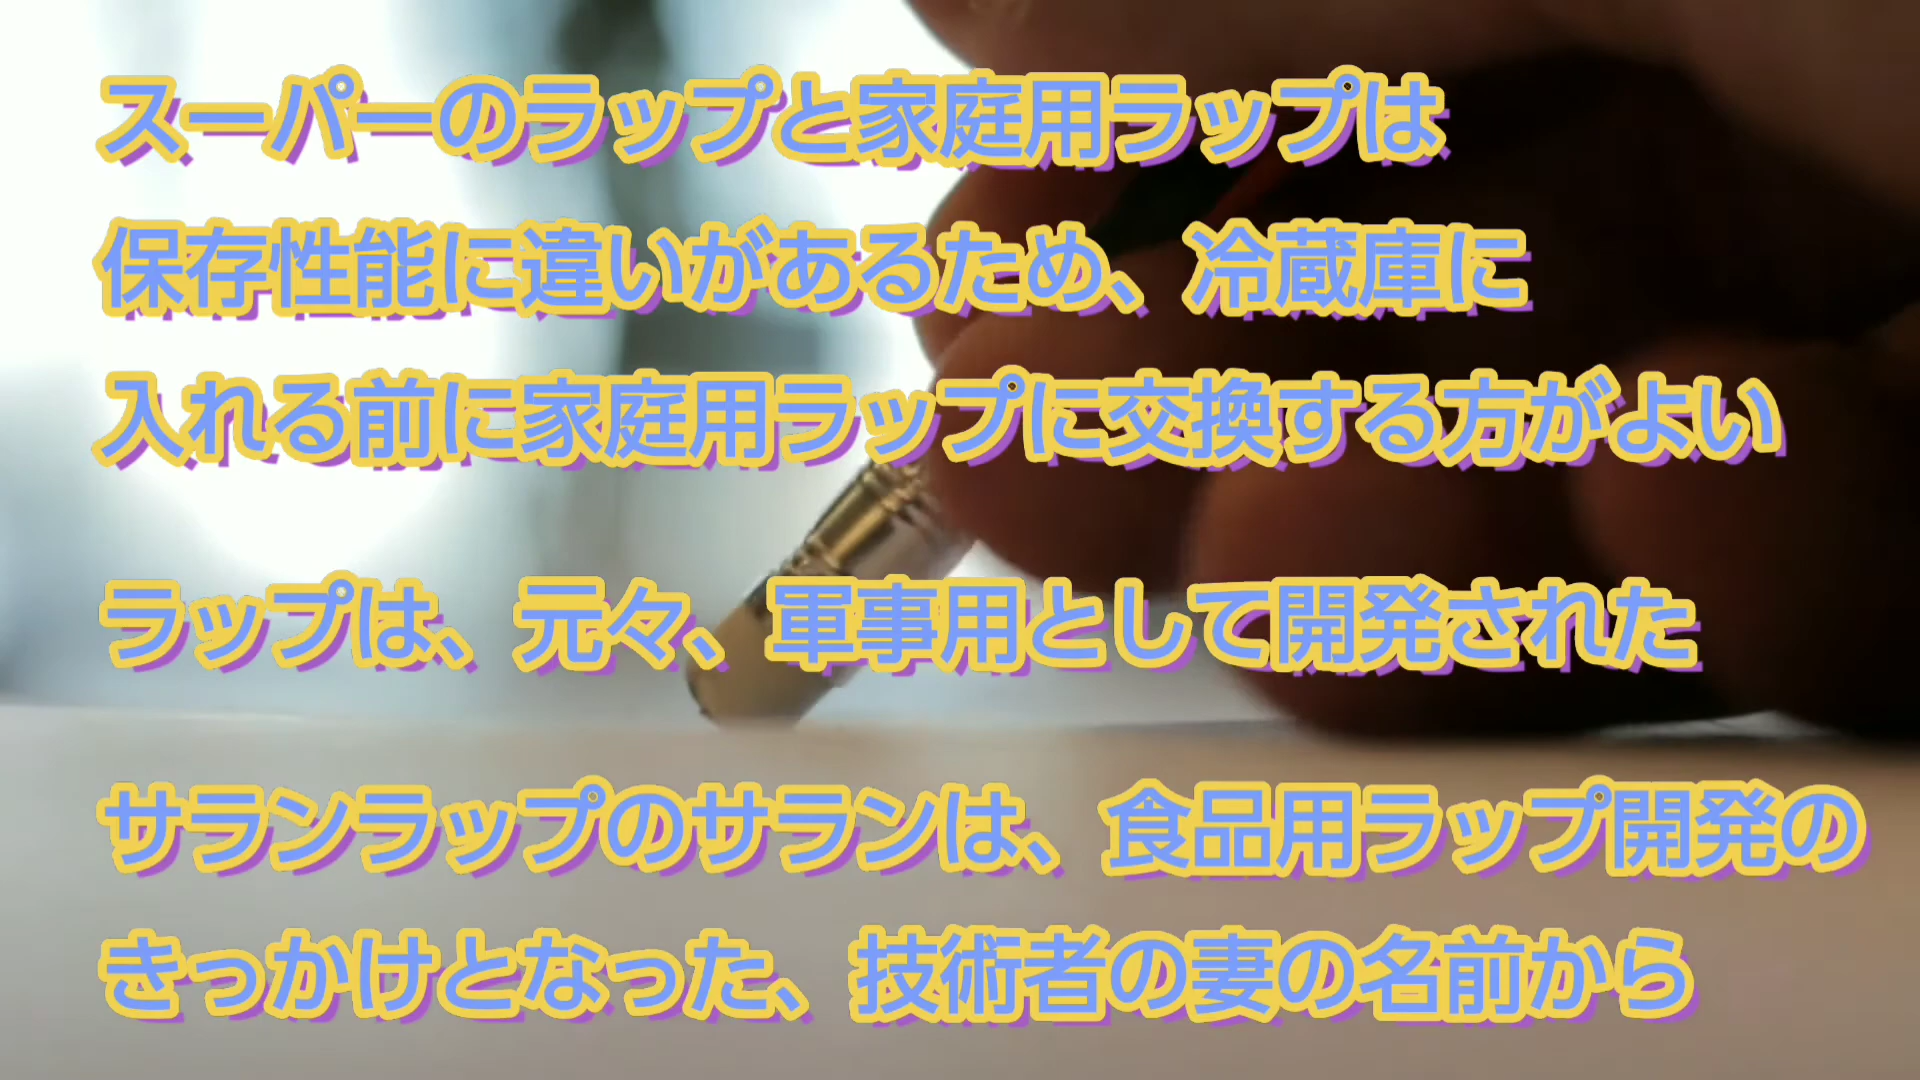 スーパーのラップと家庭用ラップは
保存性能に違いがあるため、冷蔵庫に
入れる前に家庭用ラップに交換する方がよい
ラップは、元々、軍事用として開発された
サランラップのサランは、食品用ラップ開発の
きっかけとなった、技術者の妻の名前から